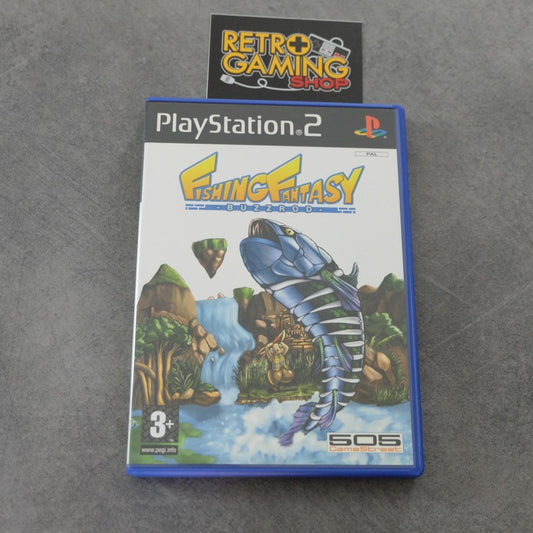 RETRO
GAMING
SHOP
PlayStation®2
PAL
FISHING FANTASY
BUZZROD
3+
www.pegi.info
505
GameStreet